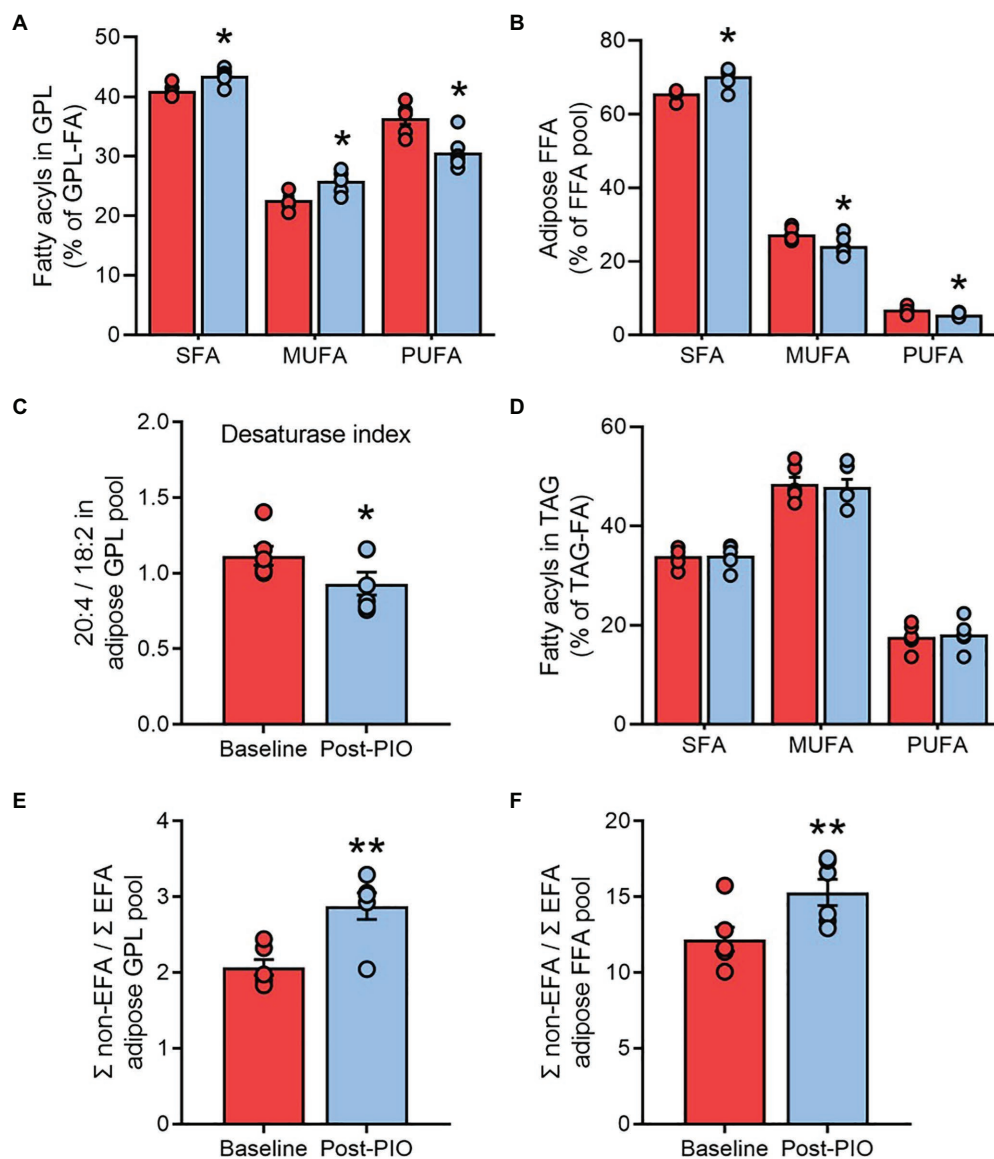 A
Fatty acyls in GPL
(% of GPL-FA)
50
40
30
20
10
0
*
*
*
SFA
MUFA
PUFA
B
Adipose FFA
(% of FFA pool)
80
60
40
20
0
*
*
*
SFA
MUFA
PUFA
C
20:4 / 18:2 in
adipose GPL pool
2.0
1.5
1.0
0.5
0.0
Desaturase index
*
Baseline
Post-PIO
D
Fatty acyls in TAG
(% of TAG-FA)
60
40
20
0
SFA
MUFA
PUFA
E
Σ non-EFA / Σ EFA
adipose GPL pool
4
3
2
1
0
**
Baseline
Post-PIO
F
Σ non-EFA / Σ EFA
adipose FFA pool
20
15
10
5
0
**
Baseline
Post-PIO